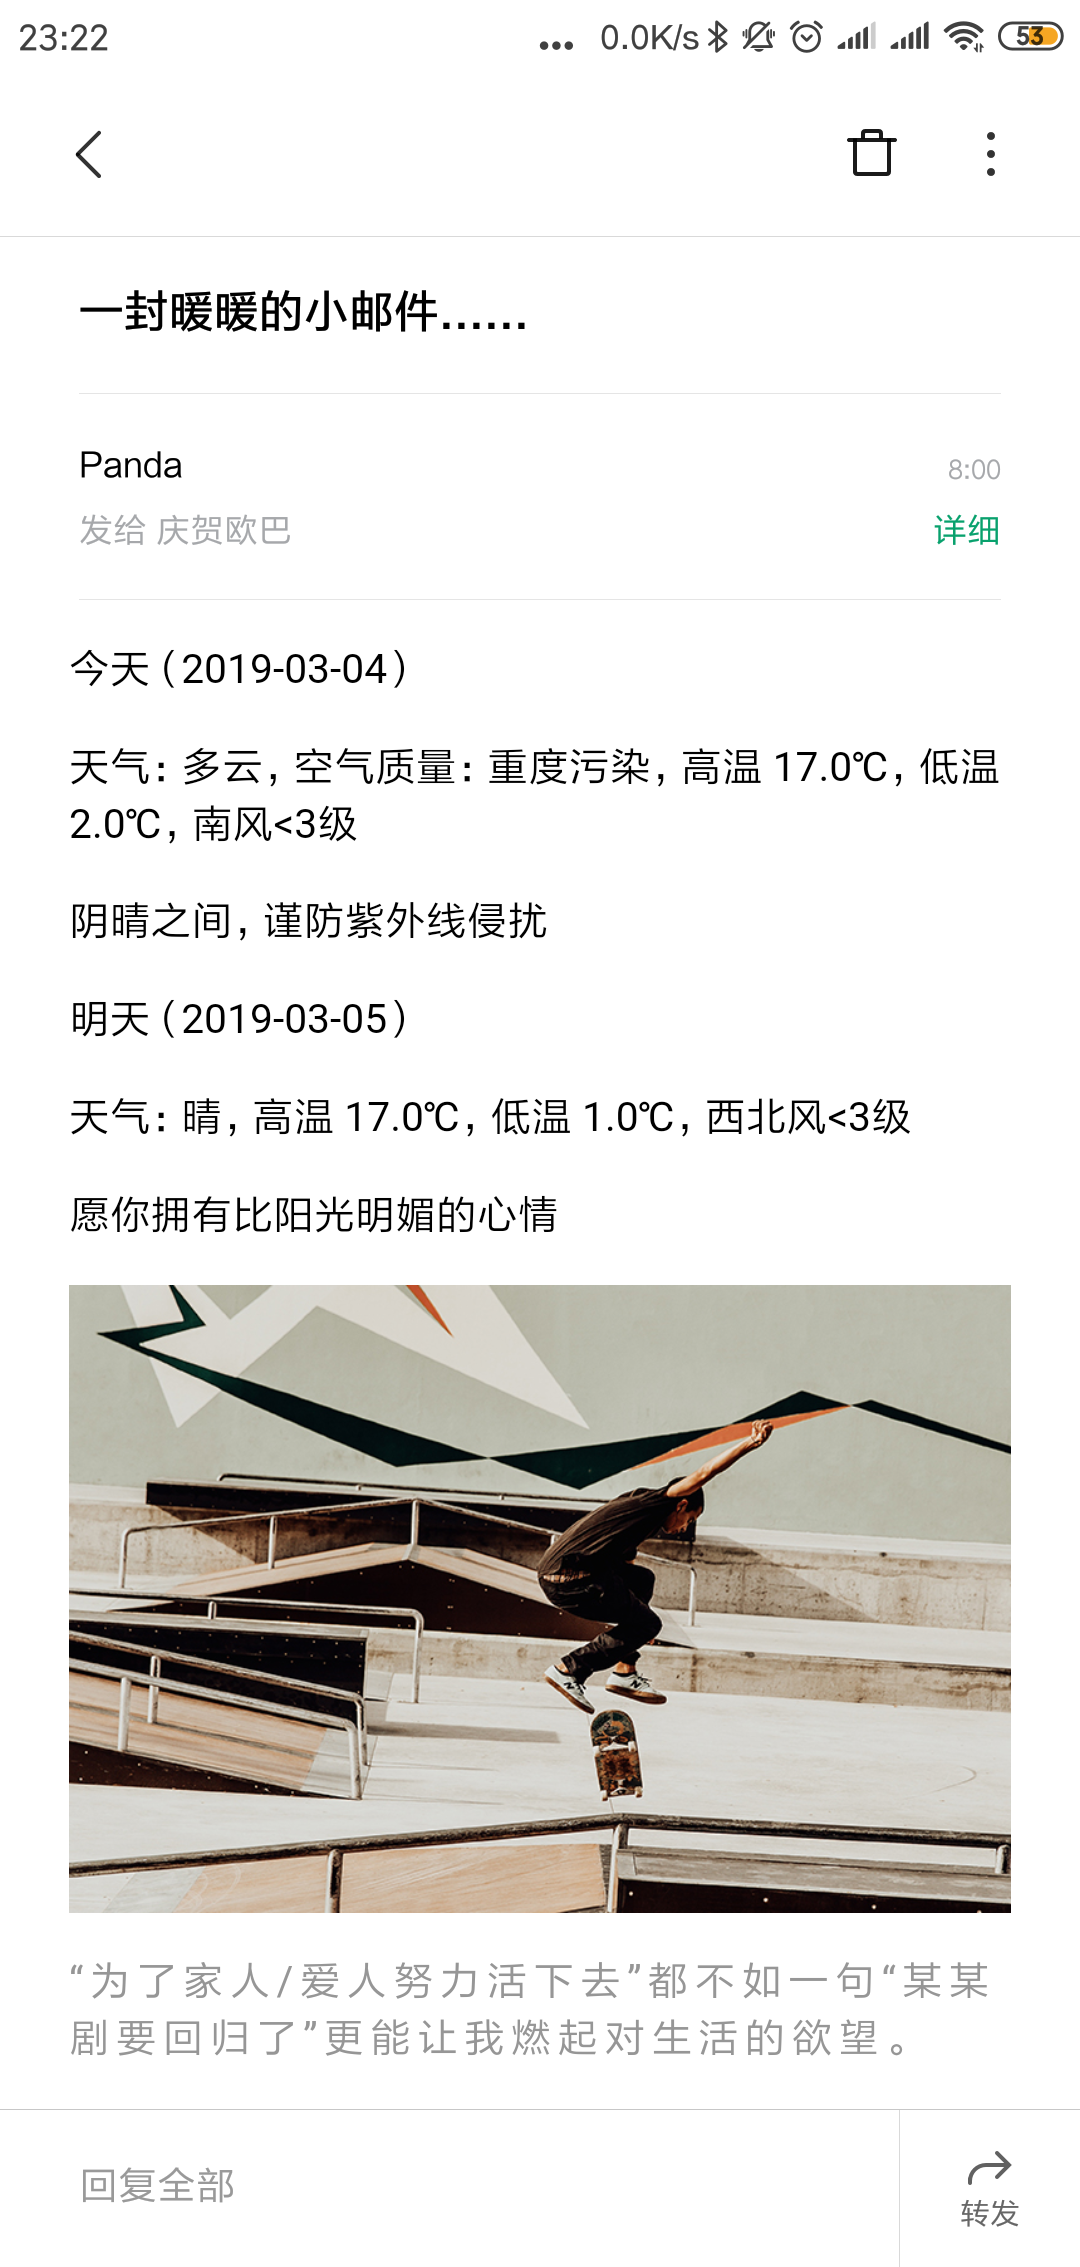 23:22 ... 0.0K/s 53
一封暖暖的小邮件......
Panda 8:00
发给 庆贺欧巴 详细
今天（2019-03-04）
天气：多云，空气质量：重度污染，高温 17.0℃，低温
2.0℃，南风<3级
阴晴之间，谨防紫外线侵扰
明天（2019-03-05）
天气：晴，高温 17.0℃，低温 1.0℃，西北风<3级
愿你拥有比阳光明媚的心情
“为了家人/爱人努力活下去”都不如一句“某某
剧要回归了”更能让我燃起对生活的欲望。
回复全部 转发